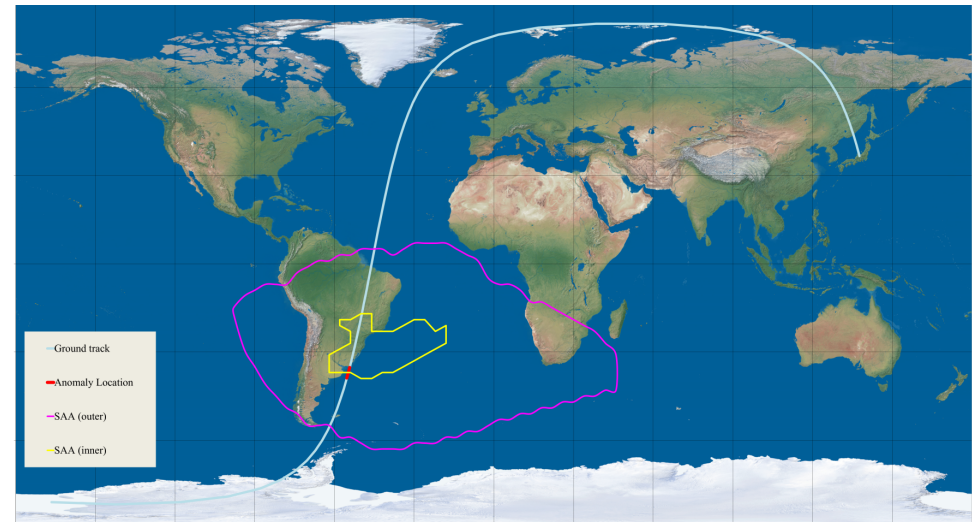 Ground track
Anomaly Location
SAA (outer)
SAA (inner)